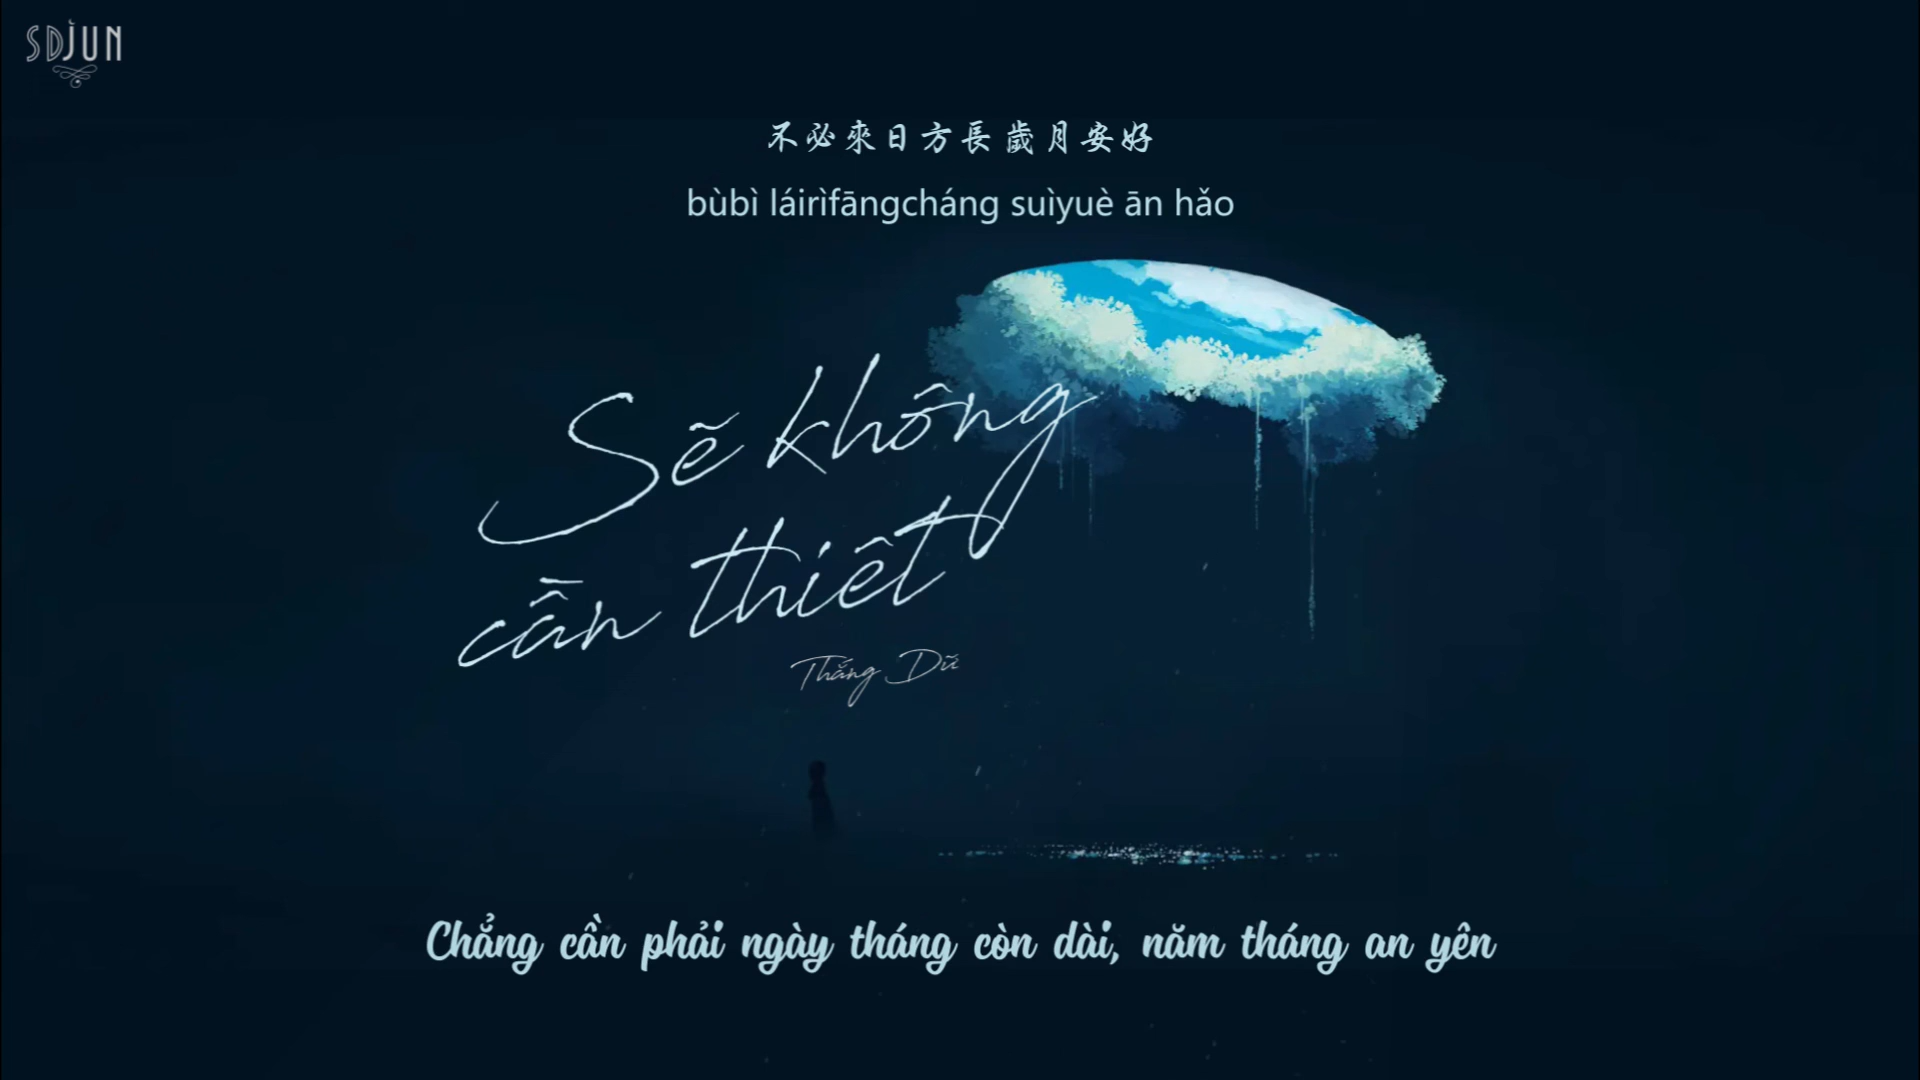 SDJUN
不必來日方長歲月安好
bùbì láirìfāngcháng suìyuè ān hǎo
Sẽ không
cần thiết
Thắng Dữ
Chẳng cần phải ngày tháng còn dài, năm tháng an yên